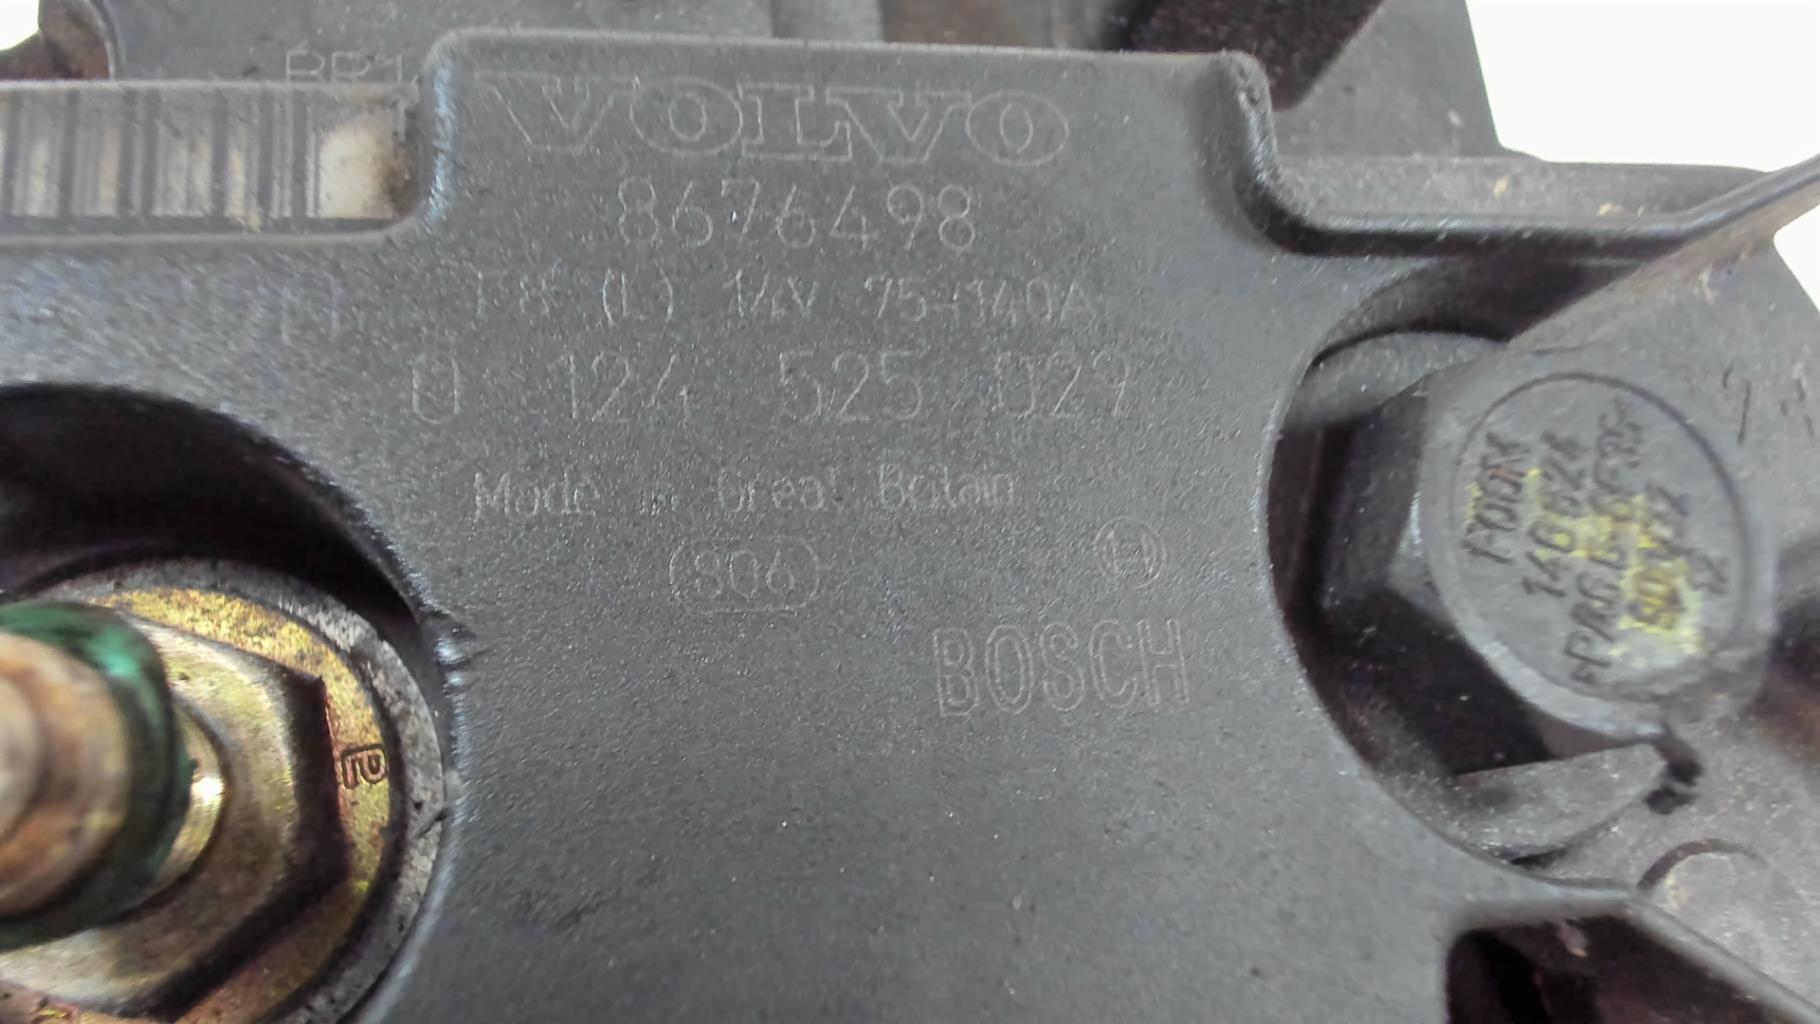 VOLVO
8676498
(L) 14V 75-140A
0 124 525 029
Made in Great Britain
806
BOSCH